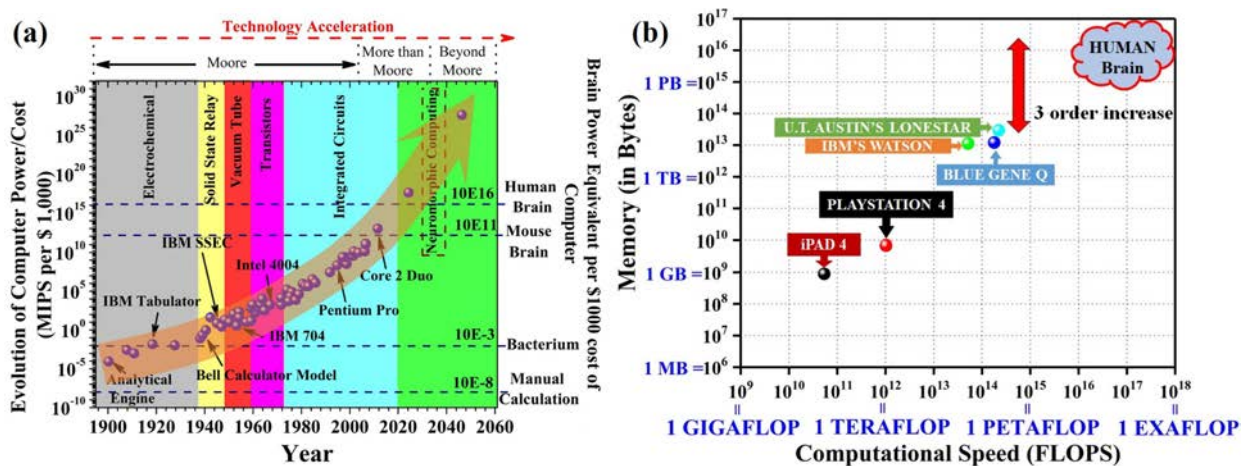 (a)
Technology Acceleration
Moore
More than
Moore
Beyond
Moore
Evolution of Computer Power/Cost
(MIPS per $ 1,000)
10^30
10^25
10^20
10^15
10^10
10^5
10^0
10^-5
10^-10
Electrochemical
Solid State Relay
Vacuum Tube
Transistors
Integrated Circuits
Neuromorphic Computing
IBM SSEC
IBM Tabulator
Intel 4004
Core 2 Duo
Pentium Pro
IBM 704
Bell Calculator Model
Analytical
Engine
10E16
10E11
10E-3
10E-8
Human
Brain
Mouse
Brain
Bacterium
Manual
Calculation
Brain Power Equivalent per $1000 cost of
Computer
1900 1920 1940 1960 1980 2000 2020 2040 2060
Year
(b)
Memory (in Bytes)
10^17
10^16
1 PB= 10^15
10^14
10^13
1 TB= 10^12
10^11
10^10
1 GB= 10^9
10^8
10^7
1 MB= 10^6
HUMAN
Brain
3 order increase
U.T. AUSTIN'S LONESTAR
IBM'S WATSON
BLUE GENE Q
PLAYSTATION 4
iPAD 4
10^9 10^10 10^11 10^12 10^13 10^14 10^15 10^16 10^17 10^18
= = = =
1 GIGAFLOP 1 TERAFLOP 1 PETAFLOP 1 EXAFLOP
Computational Speed (FLOPS)